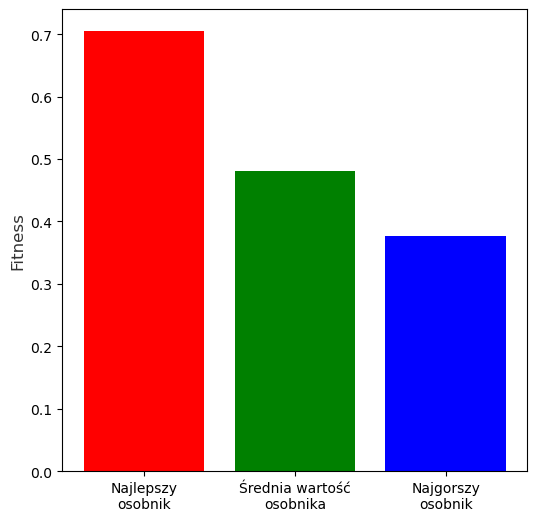 0.7
0.6
0.5
0.4
0.3
0.2
0.1
0.0
Fitness
Najlepszy
osobnik
Średnia wartość
osobnika
Najgorszy
osobnik